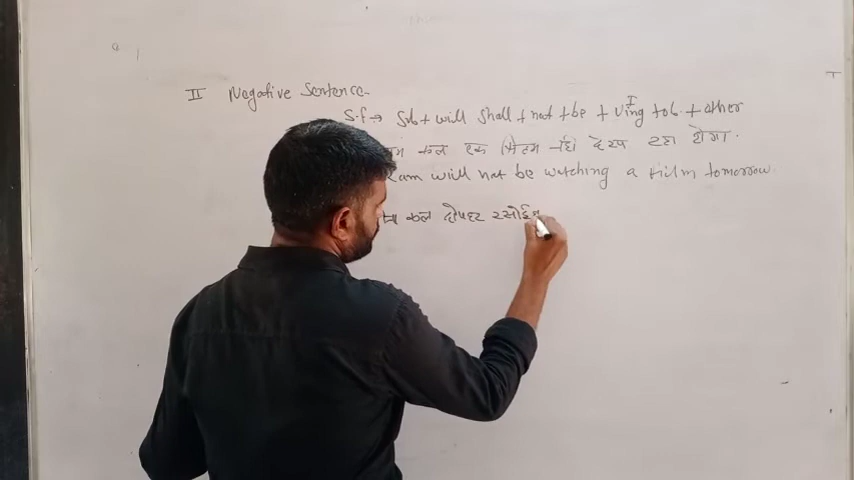 II Negative Sentence-
S.f → Sub + will shall + not + be + V I ing + ob. + other
कल एक फिल्म नहीं देख रहा होगा.
Ram will not be watching a film tomorrow.
कल दोपहर रसोई